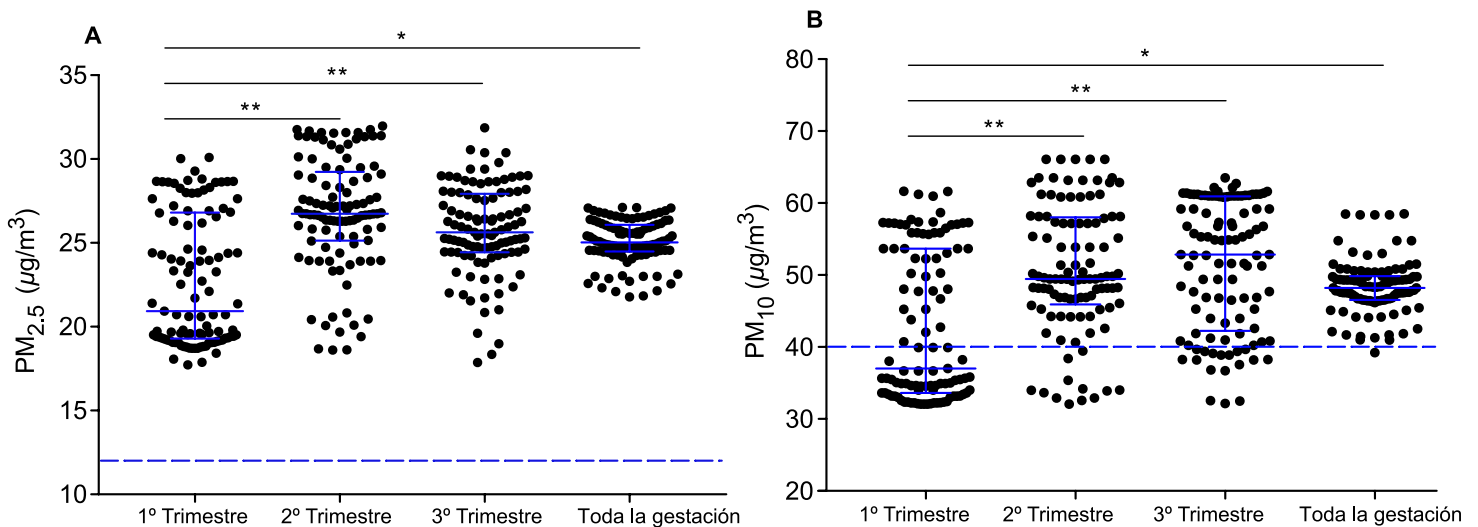 A
*
**
**
35
30
25
20
15
10
PM2.5 (µg/m3)
1º Trimestre
2º Trimestre
3º Trimestre
Toda la gestación
B
*
**
**
80
70
60
50
40
30
20
PM10 (µg/m3)
1º Trimestre
2º Trimestre
3º Trimestre
Toda la gestación